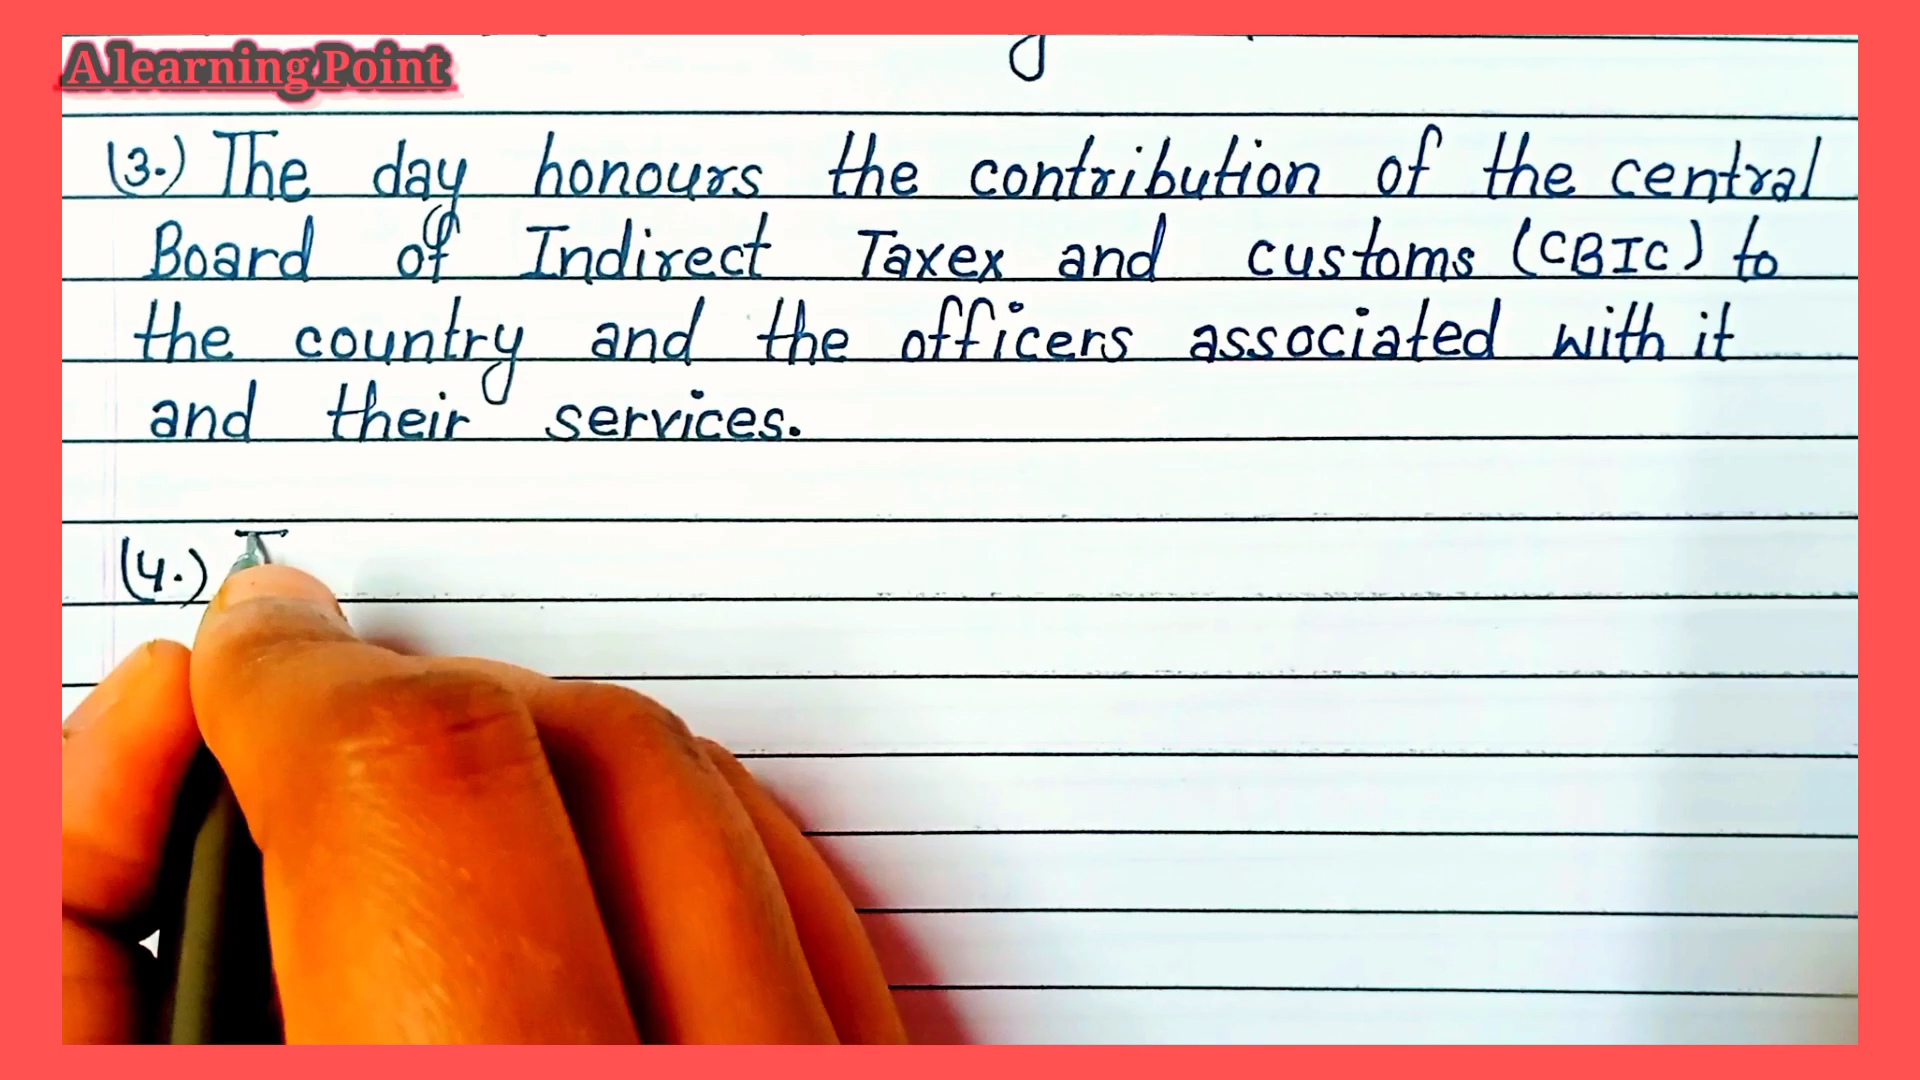 A learning Point
(3.) The day honours the contribution of the central
Board of Indirect Taxex and customs (CBIC) to
the country and the officers associated with it
and their services.
(4.) T